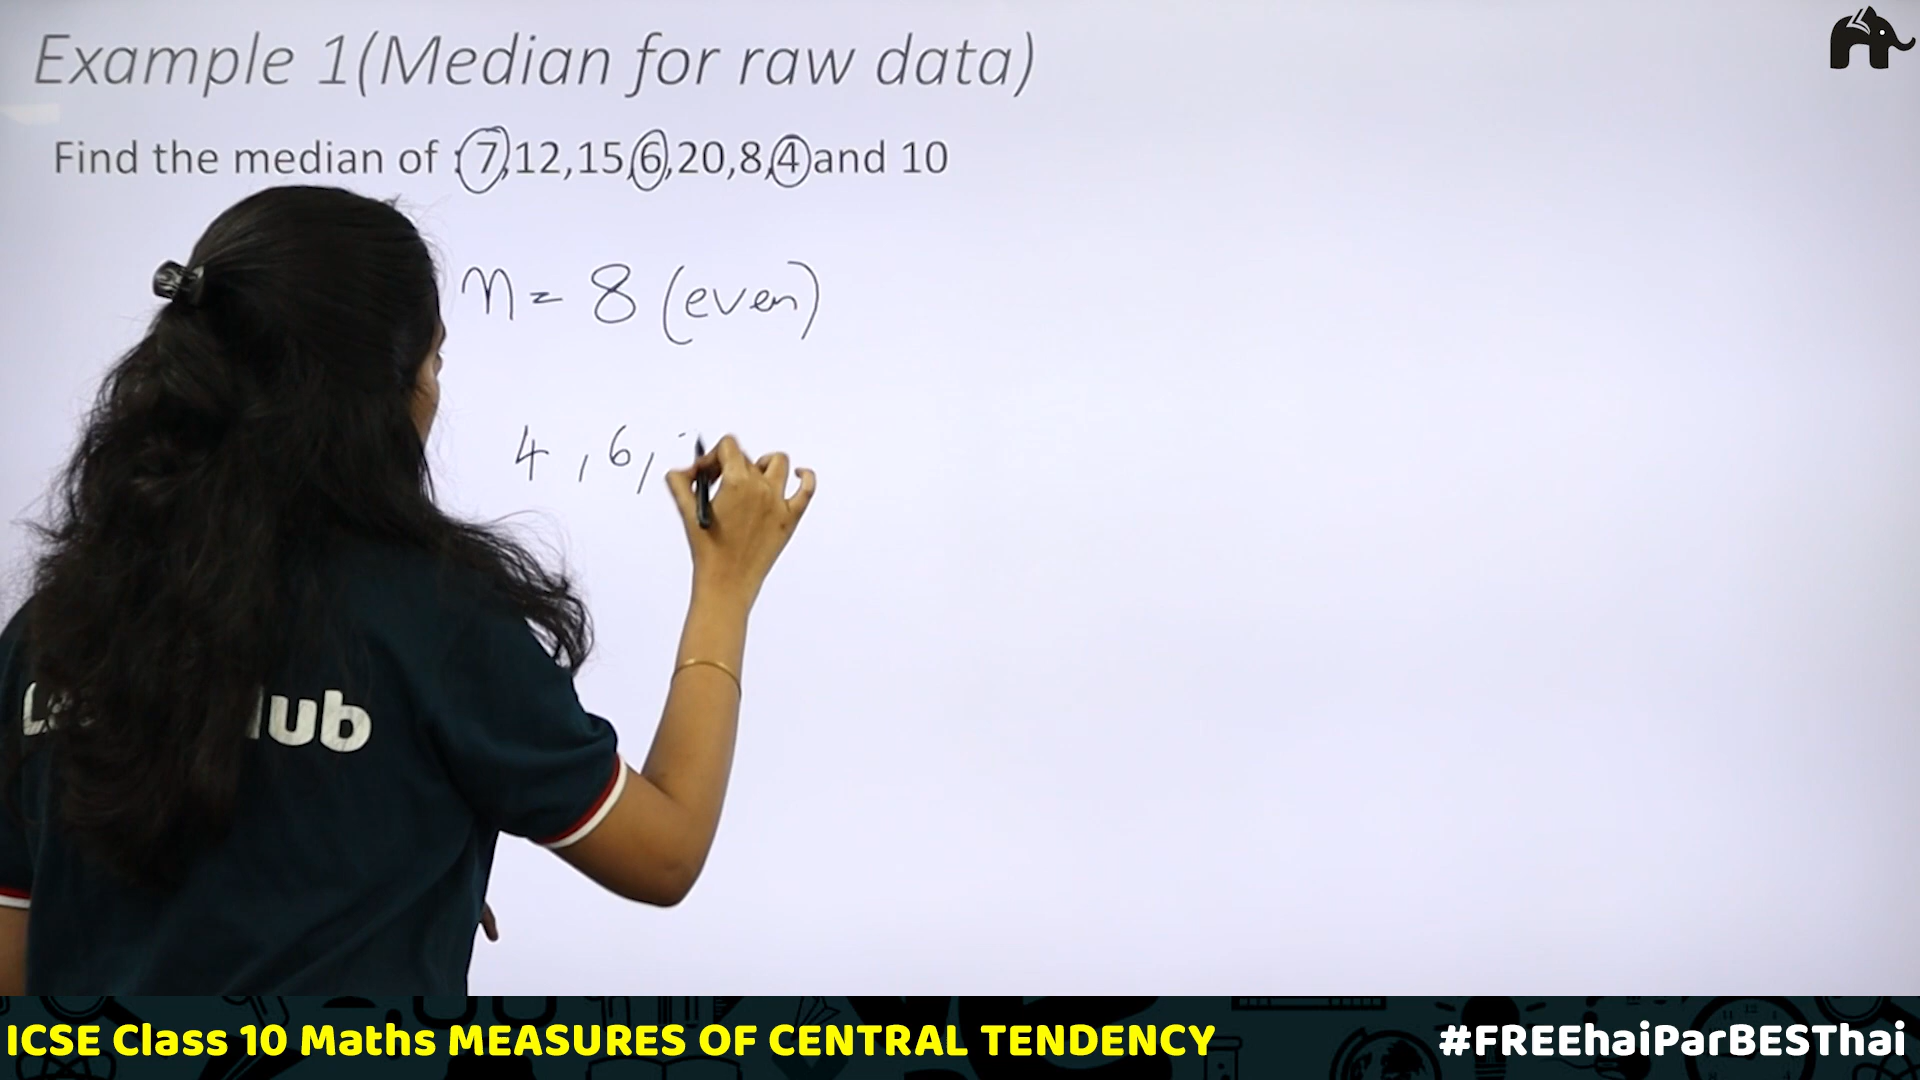 Example 1(Median for raw data)
Find the median of : 7,12,15,6,20,8,4 and 10
n = 8 (even)
4 , 6,
ub
ICSE Class 10 Maths MEASURES OF CENTRAL TENDENCY
#FREEhaiParBESThai